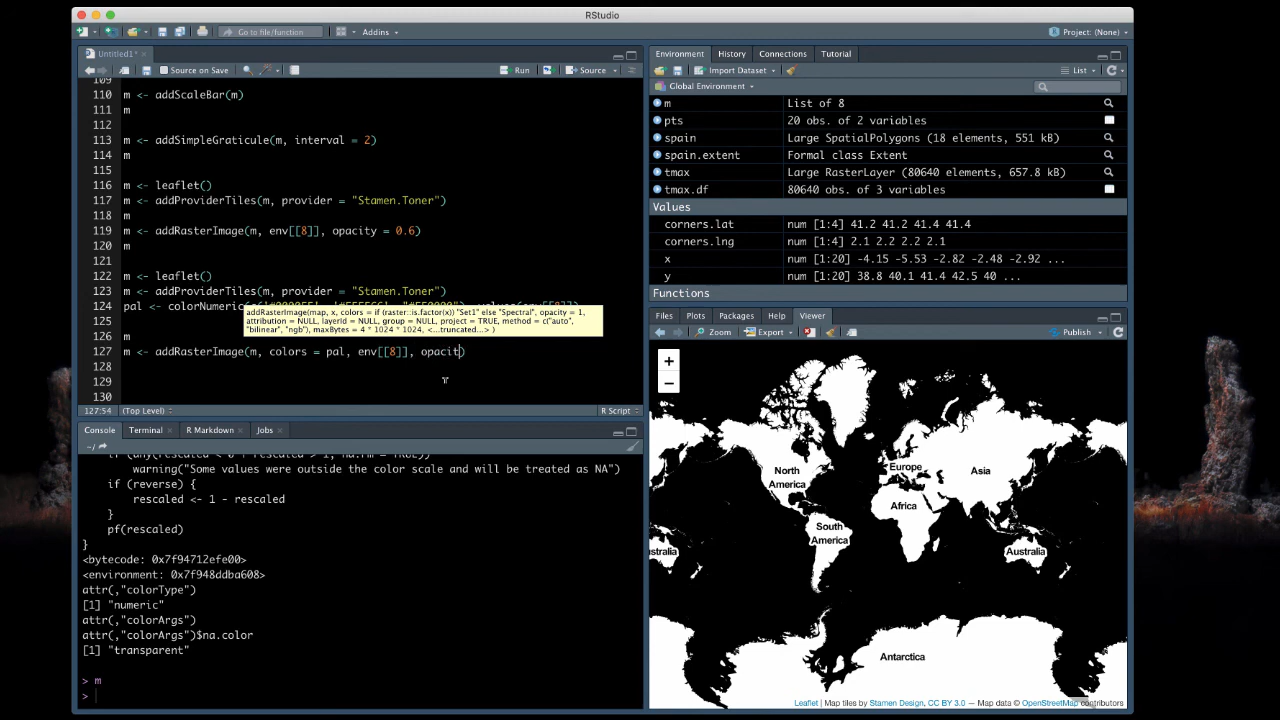 RStudio
Go to file/function
Addins
Project: (None)
Untitled1*
Source on Save
Run
Source
109
110 m <- addScaleBar(m)
111 m
112
113 m <- addSimpleGraticule(m, interval = 2)
114 m
115
116 m <- leaflet()
117 m <- addProviderTiles(m, provider = "Stamen.Toner")
118 m
119 m <- addRasterImage(m, env[[8]], opacity = 0.6)
120 m
121
122 m <- leaflet()
123 m <- addProviderTiles(m, provider = "Stamen.Toner")
124 pal <- colorNumeric
addRasterImage(map, x, colors = if (raster::is.factor(x)) "Set1" else "Spectral", opacity = 1,
attribution = NULL, layerId = NULL, group = NULL, project = TRUE, method = c("auto",
"bilinear", "ngb"), maxBytes = 4 * 1024 * 1024, <...truncated...> )
125
126 m
127 m <- addRasterImage(m, colors = pal, env[[8]], opacit)
128
129
130
127:54 (Top Level) R Script
Console Terminal R Markdown Jobs
~/
warning("Some values were outside the color scale and will be treated as NA")
if (reverse) {
rescaled <- 1 - rescaled
}
pf(rescaled)
}
<bytecode: 0x7f94712efe00>
<environment: 0x7f948ddba608>
attr(,"colorType")
[1] "numeric"
attr(,"colorArgs")
attr(,"colorArgs")$na.color
[1] "transparent"
> m
>
Environment History Connections Tutorial
Import Dataset List
Global Environment
m List of 8
pts 20 obs. of 2 variables
spain Large SpatialPolygons (18 elements, 551 kB)
spain.extent Formal class Extent
tmax Large RasterLayer (80640 elements, 657.8 kB)
tmax.df 80640 obs. of 3 variables
Values
corners.lat num [1:4] 41.2 41.2 41.4 41.4
corners.lng num [1:4] 2.1 2.2 2.2 2.1
x num [1:20] -4.15 -5.53 -2.82 -2.48 -2.92 ...
y num [1:20] 38.8 40.1 41.4 42.5 40 ...
Functions
Files Plots Packages Help Viewer
Zoom Export Publish
+
−
North
America
Europe
Asia
Africa
South
America
ustralia
Australia
Antarctica
Leaflet | Map tiles by Stamen Design, CC BY 3.0 — Map data © OpenStreetMap contributors